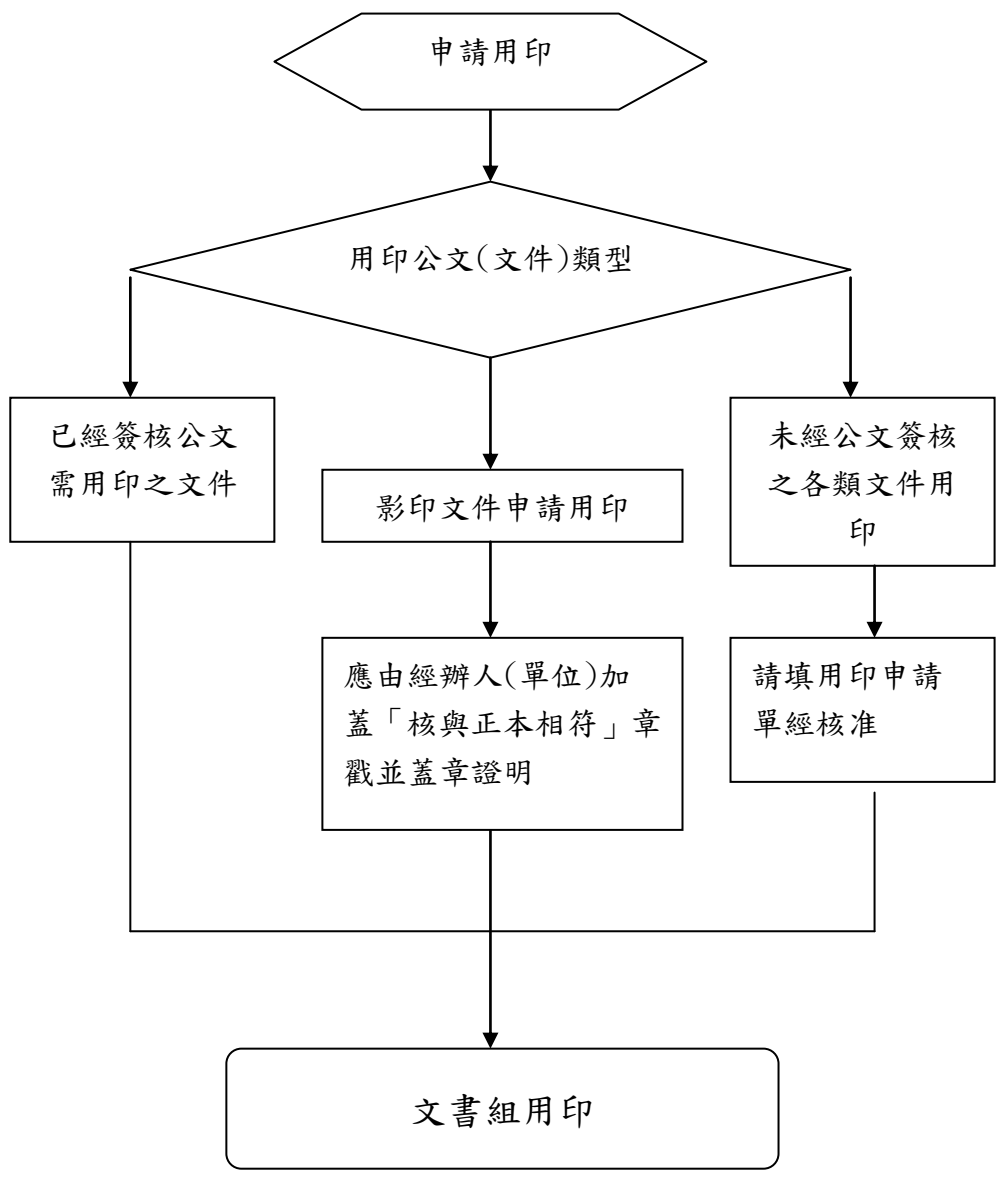 申請用印
用印公文(文件)類型
已經簽核公文
需用印之文件
影印文件申請用印
未經公文簽核
之各類文件用
印
應由經辦人(單位)加
蓋「核與正本相符」章
戳並蓋章證明
請填用印申請
單經核准
文書組用印